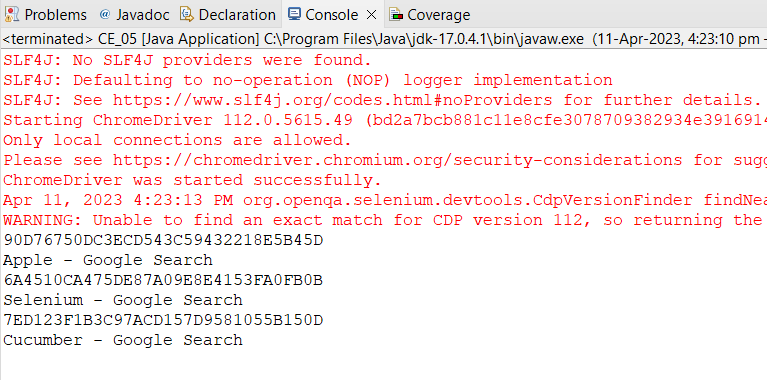 Problems @ Javadoc Declaration Console Coverage
<terminated> CE_05 [Java Application] C:\Program Files\Java\jdk-17.0.4.1\bin\javaw.exe (11-Apr-2023, 4:23:10 pm –
SLF4J: No SLF4J providers were found.
SLF4J: Defaulting to no-operation (NOP) logger implementation
SLF4J: See https://www.slf4j.org/codes.html#noProviders for further details.
Starting ChromeDriver 112.0.5615.49 (bd2a7bcb881c11e8cfe3078709382934e3916914
Only local connections are allowed.
Please see https://chromedriver.chromium.org/security-considerations for sugg
ChromeDriver was started successfully.
Apr 11, 2023 4:23:13 PM org.openqa.selenium.devtools.CdpVersionFinder findNea
WARNING: Unable to find an exact match for CDP version 112, so returning the
90D76750DC3ECD543C59432218E5B45D
Apple - Google Search
6A4510CA475DE87A09E8E4153FA0FB0B
Selenium - Google Search
7ED123F1B3C97ACD157D9581055B150D
Cucumber - Google Search